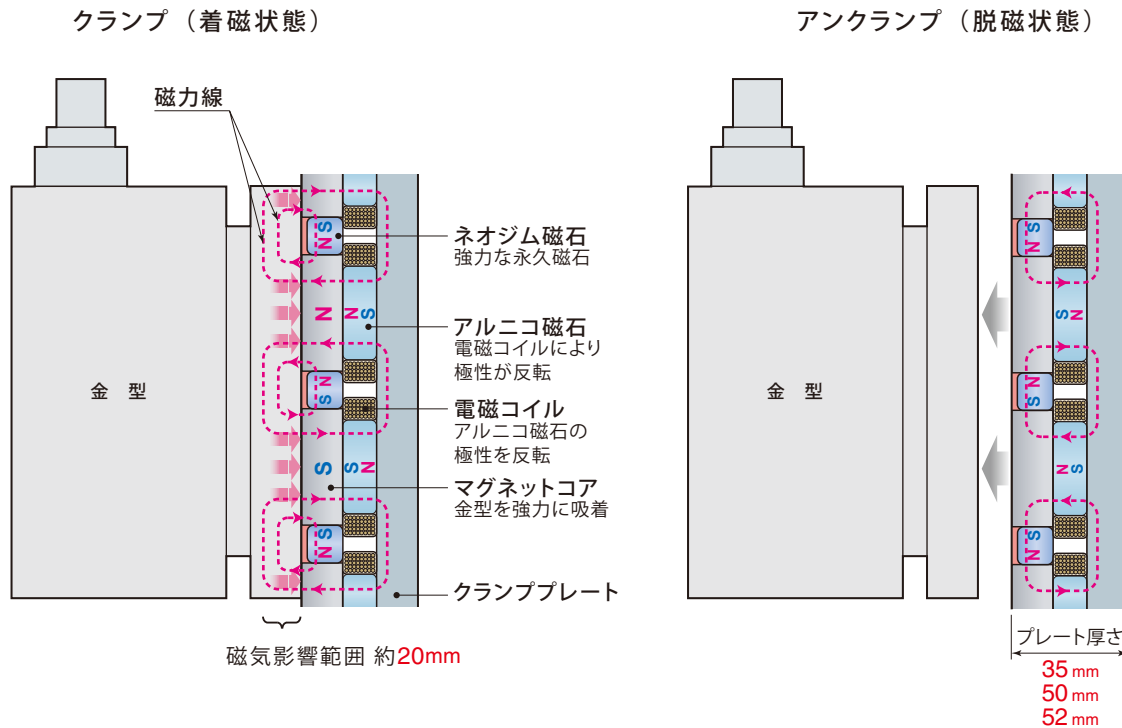 クランプ（着磁状態）
アンクランプ（脱磁状態）
磁力線
ネオジム磁石
強力な永久磁石
アルニコ磁石
電磁コイルにより
極性が反転
電磁コイル
アルニコ磁石の
極性を反転
マグネットコア
金型を強力に吸着
クランププレート
金型
S
N
N
N
S
N
S
S
S
N
S
N
磁気影響範囲 約20mm
金型
S
N
S
N
N
S
N
S
S
N
プレート厚さ
35 mm
50 mm
52 mm